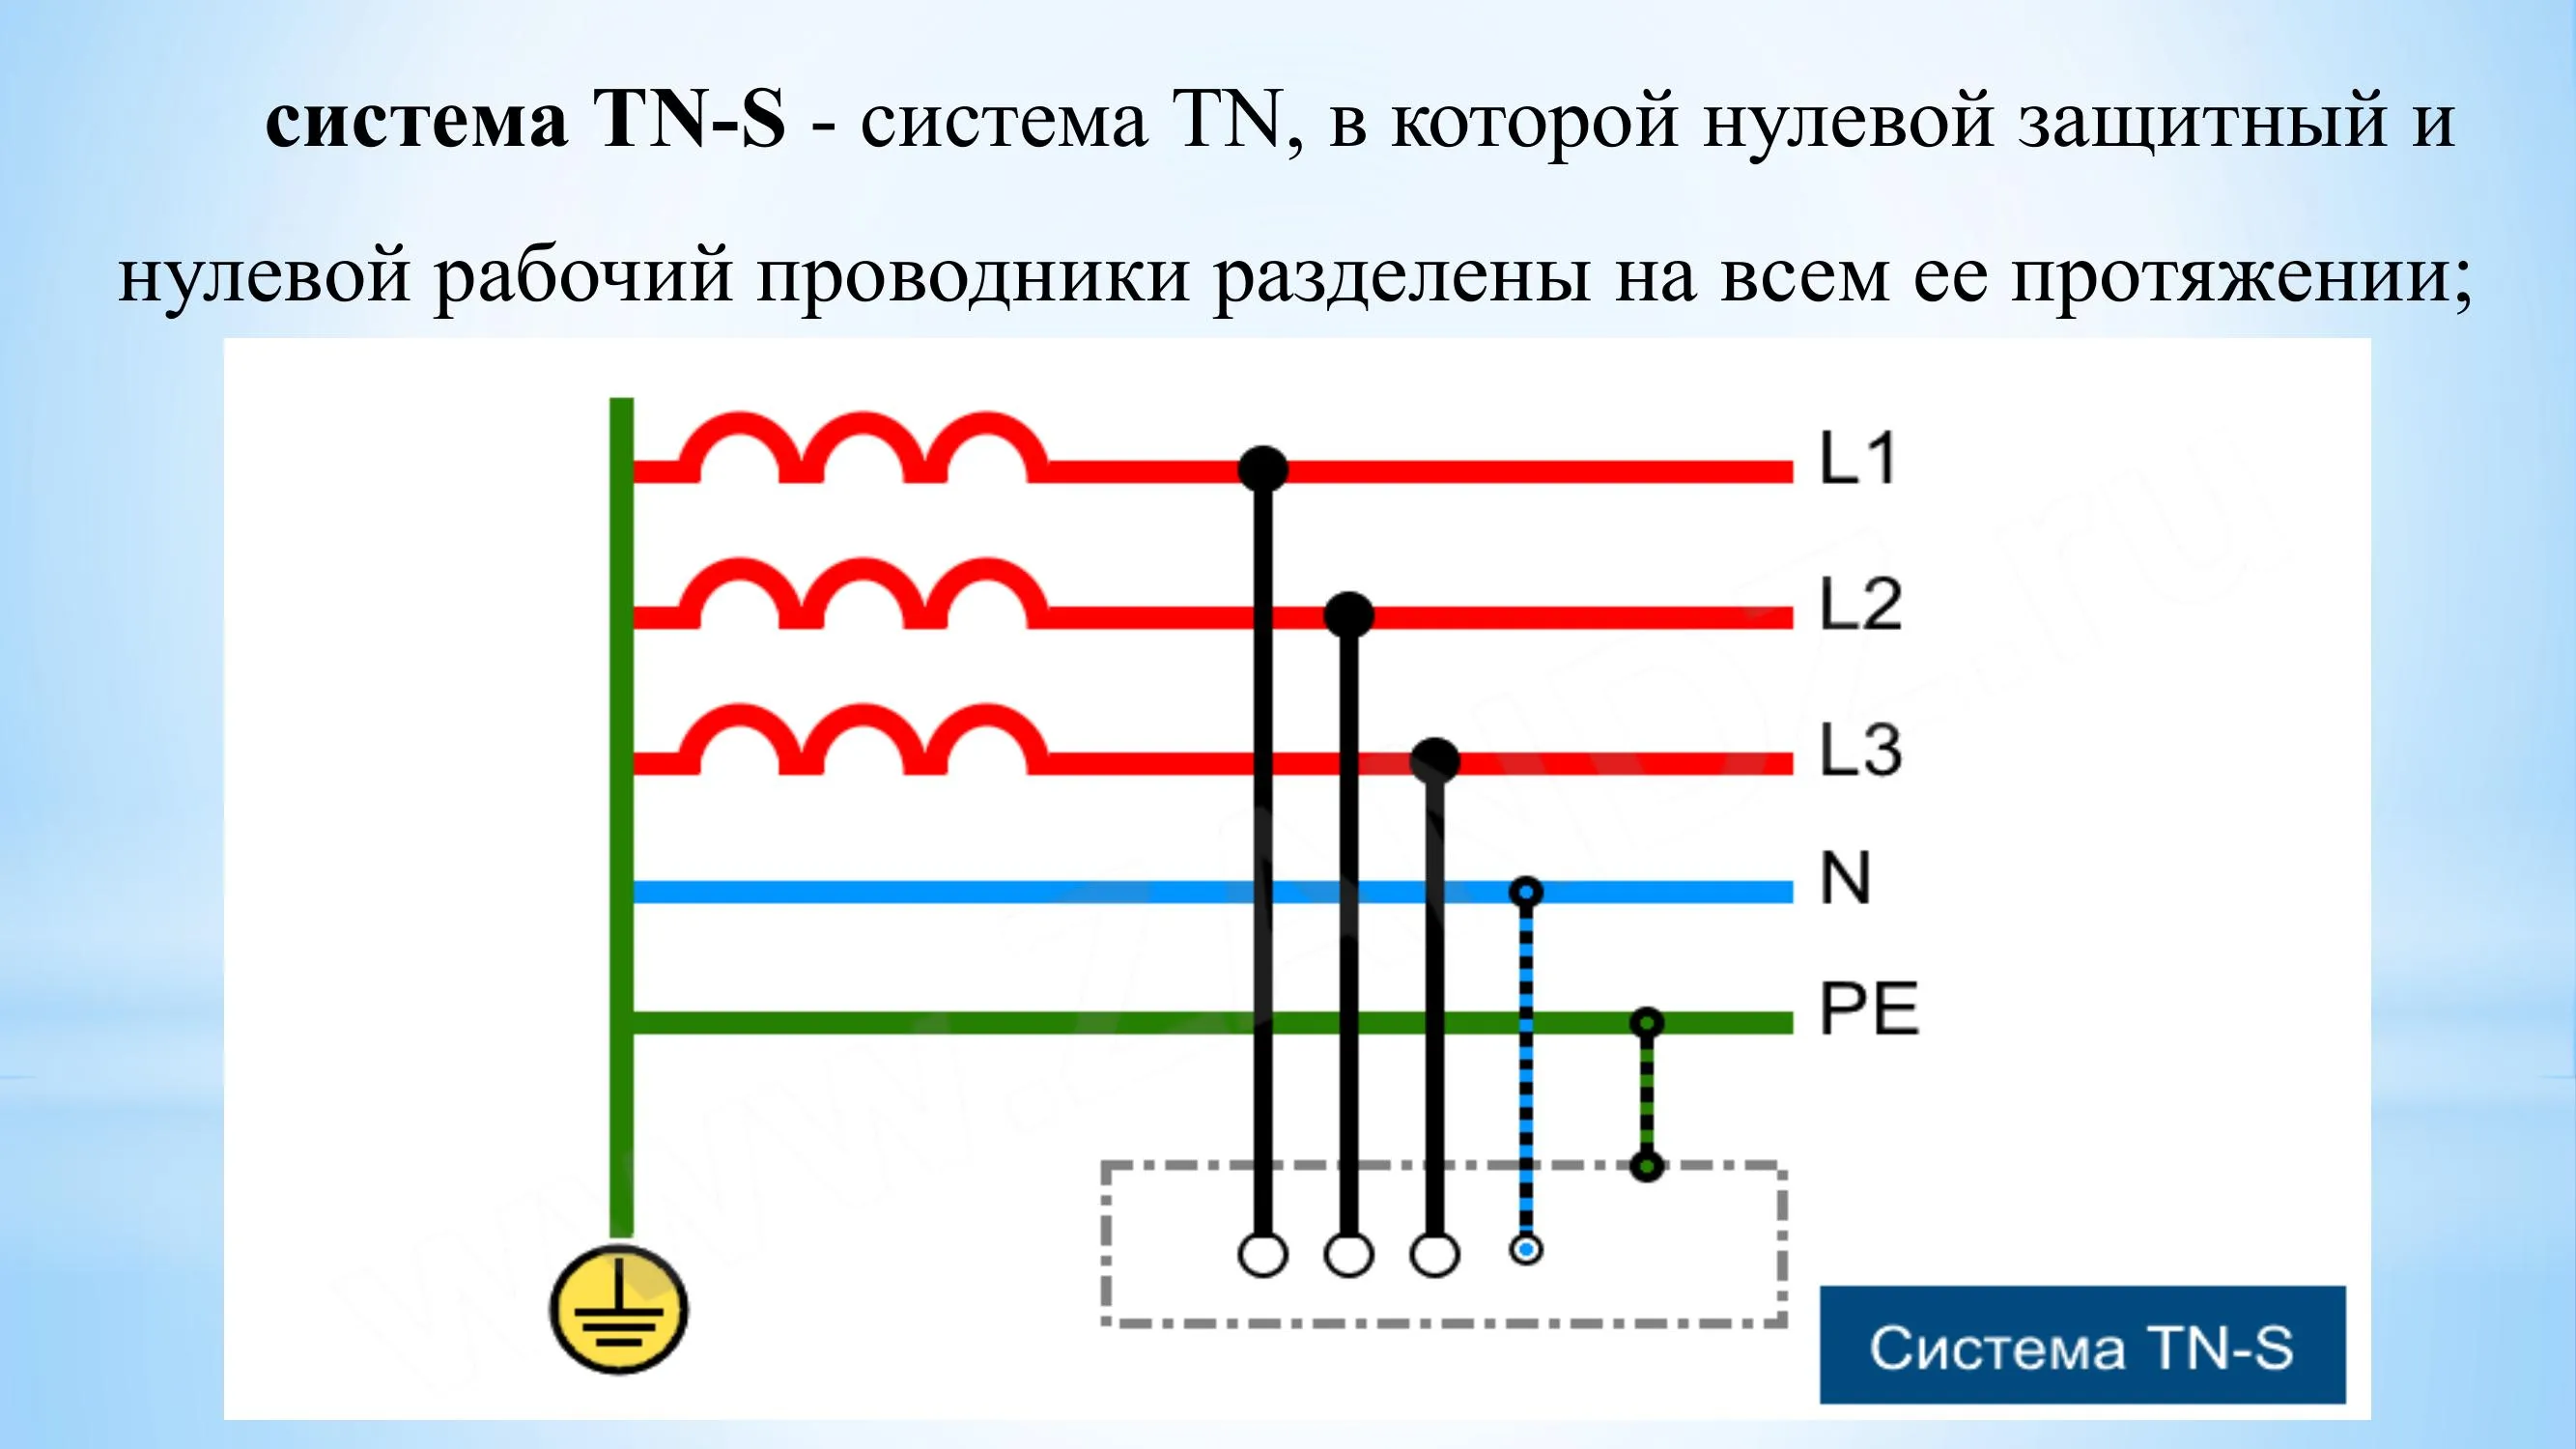 система TN-S - система TN, в которой нулевой защитный и
нулевой рабочий проводники разделены на всем ее протяжении;
L1
L2
L3
N
PE
Система TN-S